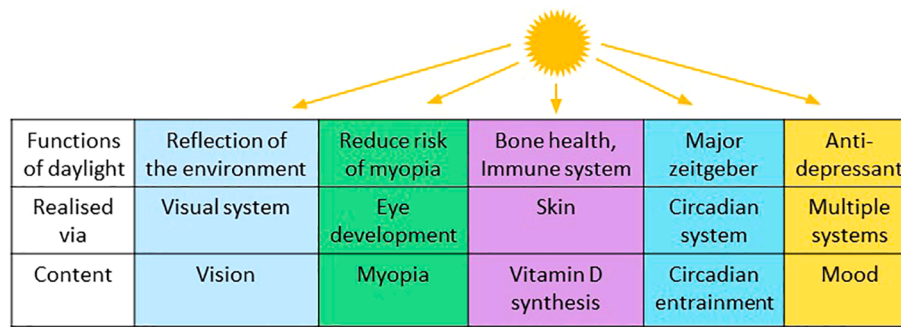 Functions
of daylight
Reflection of
the environment
Reduce risk
of myopia
Bone health,
Immune system
Major
zeitgeber
Anti-
depressant
Realised
via
Visual system
Eye
development
Skin
Circadian
system
Multiple
systems
Content
Vision
Myopia
Vitamin D
synthesis
Circadian
entrainment
Mood